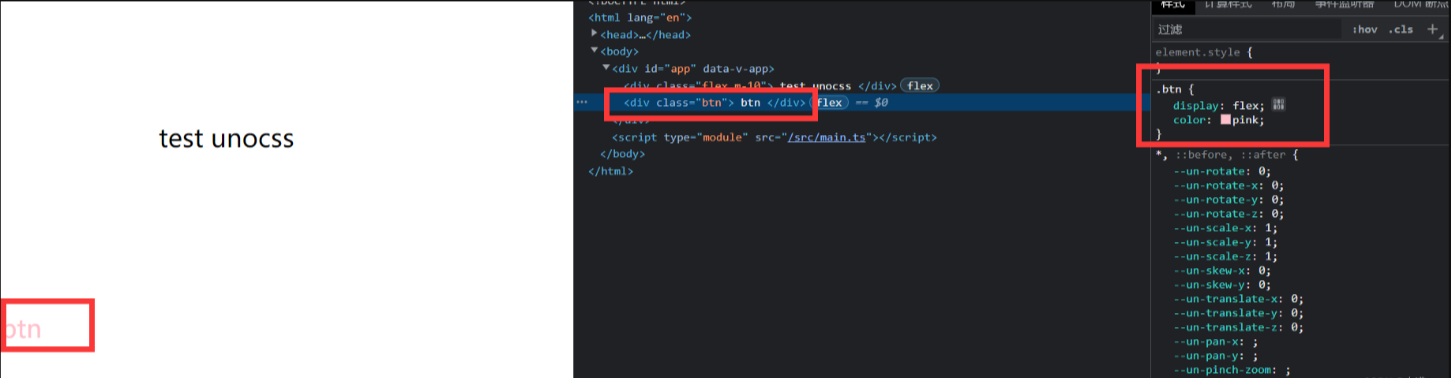 test unocss
btn
<!DOCTYPE html>
<html lang="en">
<head>…</head>
<body>
<div id="app" data-v-app>
<div class="flex m-10"> test unocss </div> flex
… <div class="btn"> btn </div> flex == $0
</div>
<script type="module" src="/src/main.ts"></script>
</body>
</html>
样式 计算样式 布局 事件监听器 DOM 断点
过滤 :hov .cls +
element.style {
}
.btn {
display: flex;
color: pink;
}
*, ::before, ::after {
--un-rotate: 0;
--un-rotate-x: 0;
--un-rotate-y: 0;
--un-rotate-z: 0;
--un-scale-x: 1;
--un-scale-y: 1;
--un-scale-z: 1;
--un-skew-x: 0;
--un-skew-y: 0;
--un-translate-x: 0;
--un-translate-y: 0;
--un-translate-z: 0;
--un-pan-x: ;
--un-pan-y: ;
--un-pinch-zoom: ;